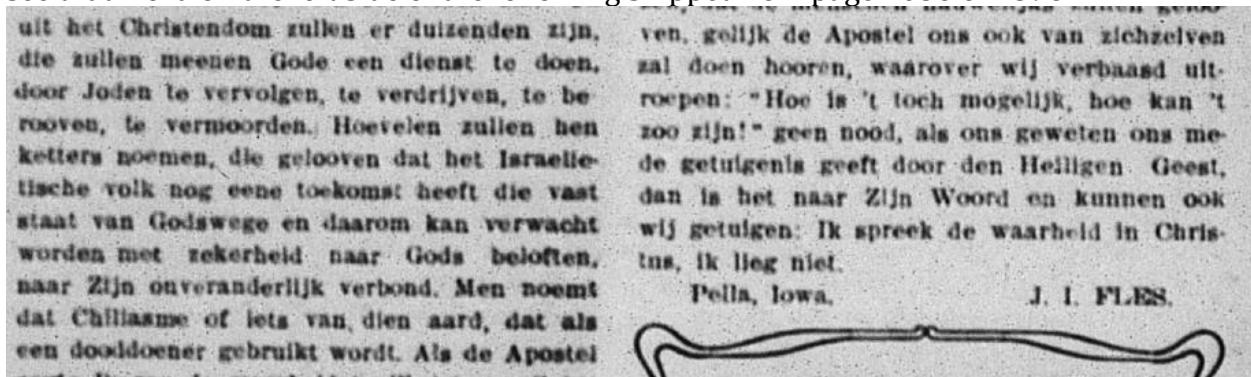 uit het Christendom zullen er duizenden zijn,
die zullen meenen Gode een dienst te doen,
door Joden te vervolgen, te verdrijven, te be
rooven, te vermoorden. Hoevelen zullen hen
ketters noemen, die gelooven dat het Israelie-
tische volk nog eene toekomst heeft die vast
staat van Godswege en daarom kan verwacht
worden met zekerheid naar Gods beloften,
naar Zijn onveranderlijk verbond. Men noemt
dat Chiliasme of iets van dien aard, dat als
een dooddoener gebruikt wordt. Als de Apostel
ven, gelijk de Apostel ons ook van zichzelven
zal doen hooren, waarover wij verbaasd uit-
roepen: "Hoe is 't toch mogelijk, hoe kan 't
zoo zijn!" geen nood, als ons geweten ons me-
de getuigenis geeft door den Heiligen Geest,
dan is het naar Zijn Woord en kunnen ook
wij getuigen: Ik spreek de waarheid in Chris-
tus, ik lieg niet.
Pella, Iowa. J. I. FLES.